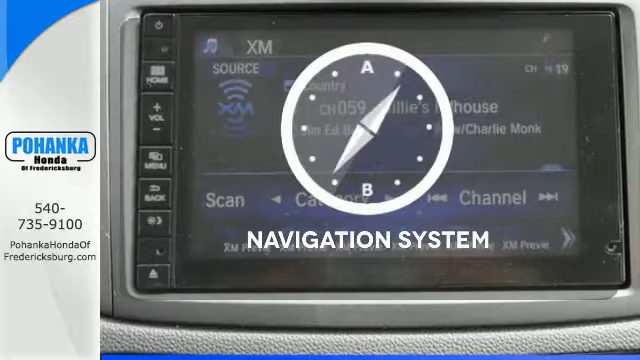 POHANKA
Honda
Of Fredericksburg
540-
735-9100
PohankaHondaOf
Fredericksburg.com
HOME
+
VOL
-
MENU
BACK
XM
SOURCE
CH 19
XM
Country
CH059
house
w/Charlie Monk
Scan
Channel
XM Previe
A
B
NAVIGATION SYSTEM